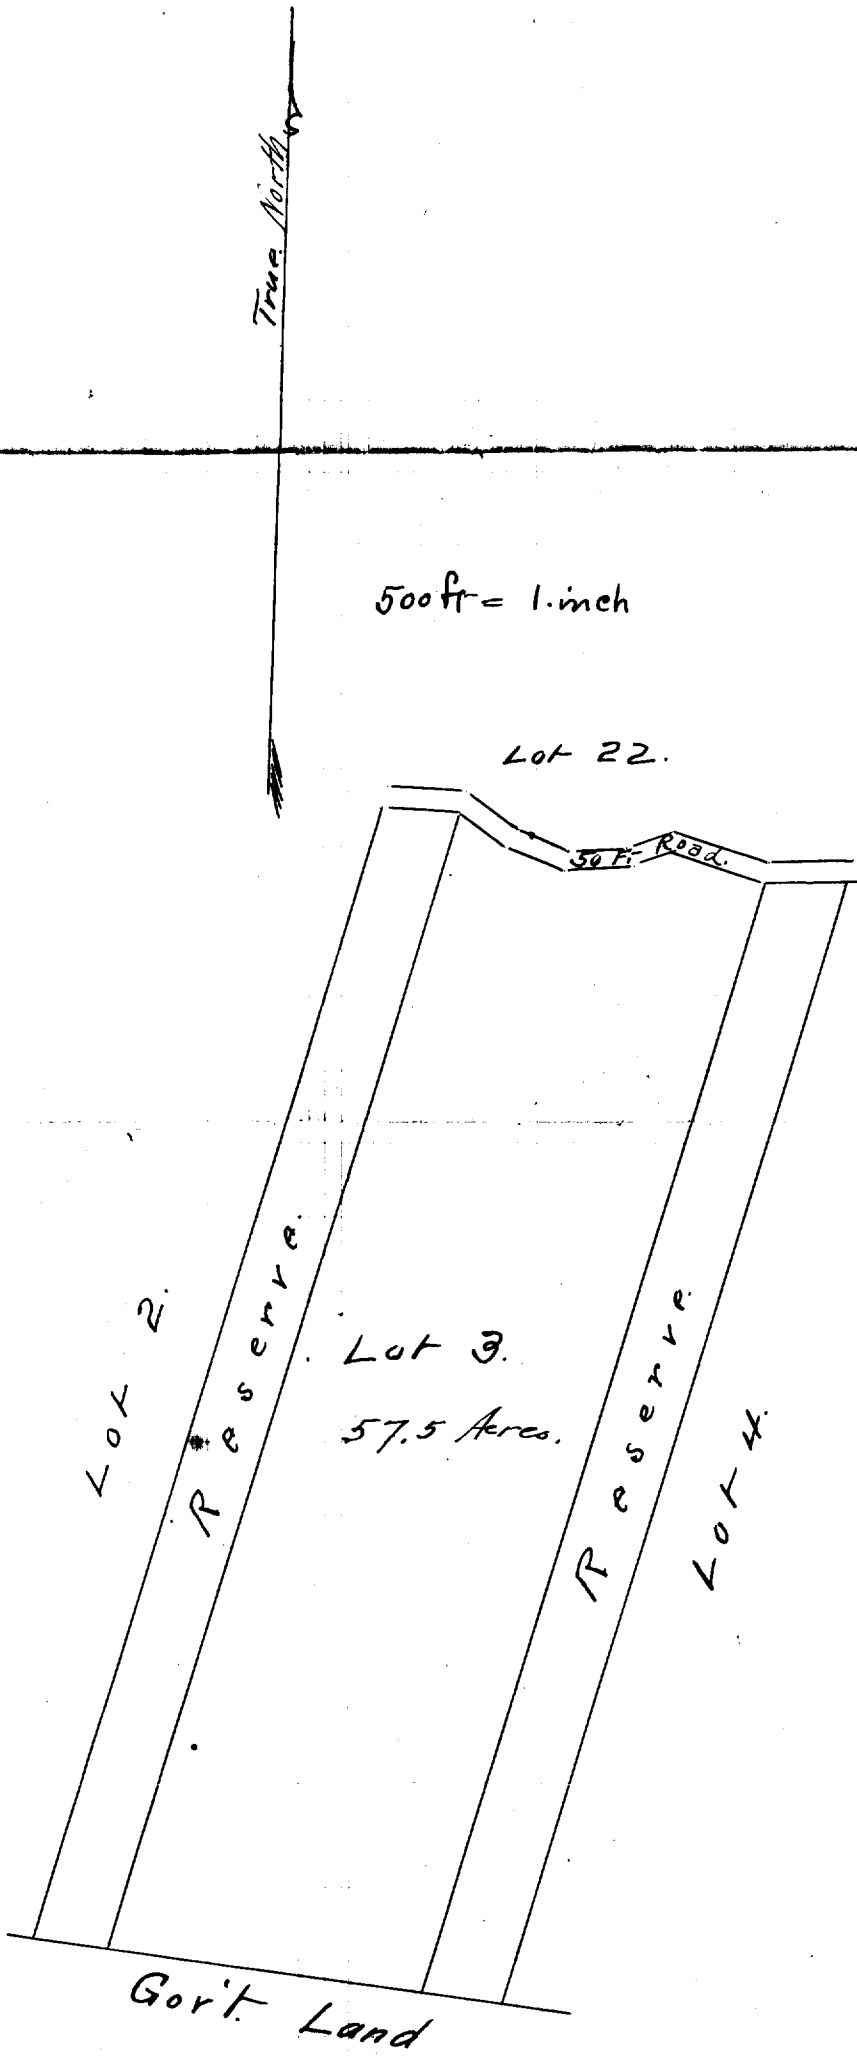 True North
500 ft = 1 inch
Lot 22.
50 Ft Road.
Lot 2.
Reserve.
Lot 3.
57.5 Acres.
Reserve.
Lot 4.
Gov't. Land